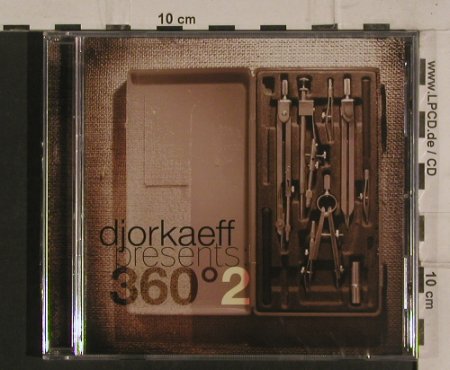 10 cm
www.LPCD.de / CD
djorkaeff
presents
360° 2
10 cm